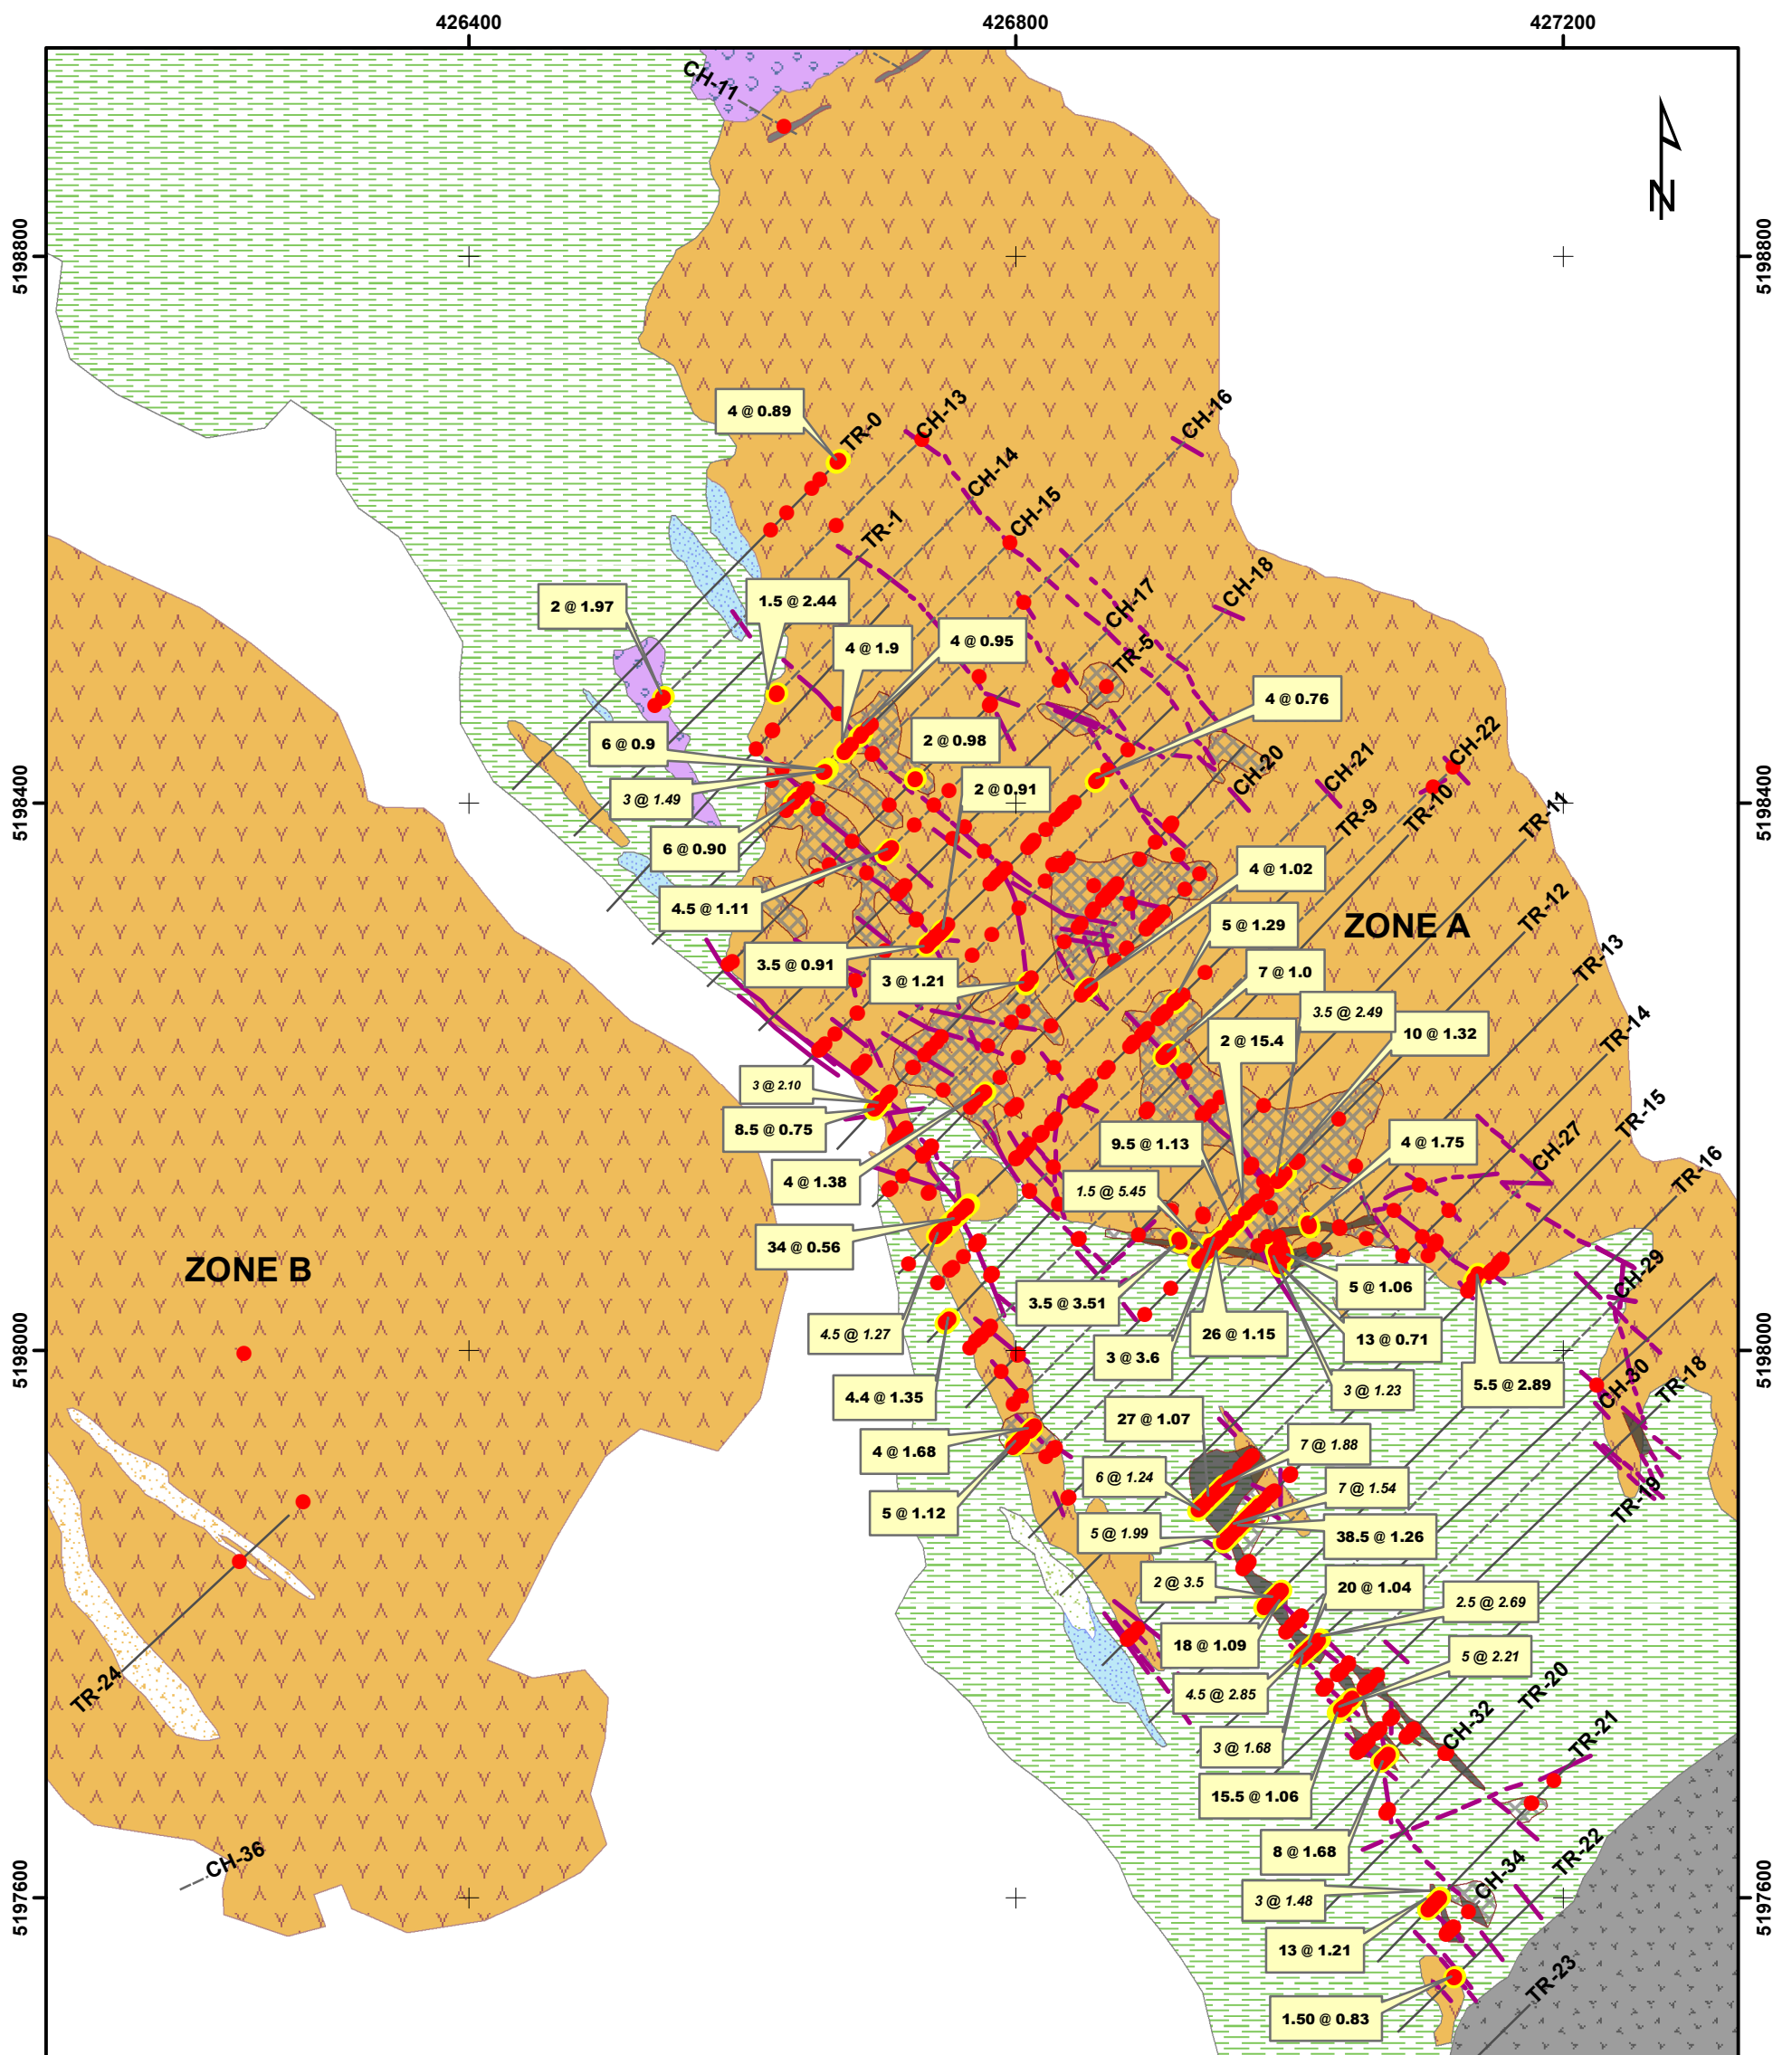 426400
426800
427200
CH-11
N
5198800
5198800
4 @ 0.89
TR-0
CH-13
CH-16
CH-14
CH-15
TR-1
2 @ 1.97
1.5 @ 2.44
CH-17
CH-18
4 @ 1.9
4 @ 0.95
TR-5
4 @ 0.76
6 @ 0.9
2 @ 0.98
CH-22
3 @ 1.49
2 @ 0.91
CH-20
CH-21
5198400
5198400
TR-9
TR-10
TR-11
6 @ 0.90
4 @ 1.02
4.5 @ 1.11
5 @ 1.29
ZONE A
TR-12
3.5 @ 0.91
3 @ 1.21
7 @ 1.0
TR-13
3.5 @ 2.49
2 @ 15.4
10 @ 1.32
TR-14
3 @ 2.10
8.5 @ 0.75
9.5 @ 1.13
4 @ 1.75
TR-15
CH-27
4 @ 1.38
1.5 @ 5.45
TR-16
34 @ 0.56
ZONE B
5 @ 1.06
CH-29
3.5 @ 3.51
4.5 @ 1.27
26 @ 1.15
13 @ 0.71
5198000
5198000
3 @ 3.6
4.4 @ 1.35
3 @ 1.23
5.5 @ 2.89
CH-30
TR-18
27 @ 1.07
4 @ 1.68
7 @ 1.88
6 @ 1.24
7 @ 1.54
TR-19
5 @ 1.12
5 @ 1.99
38.5 @ 1.26
2 @ 3.5
20 @ 1.04
2.5 @ 2.69
18 @ 1.09
5 @ 2.21
TR-24
4.5 @ 2.85
TR-20
3 @ 1.68
CH-32
TR-21
15.5 @ 1.06
8 @ 1.68
CH-36
TR-22
CH-34
5197600
5197600
3 @ 1.48
13 @ 1.21
TR-23
1.50 @ 0.83